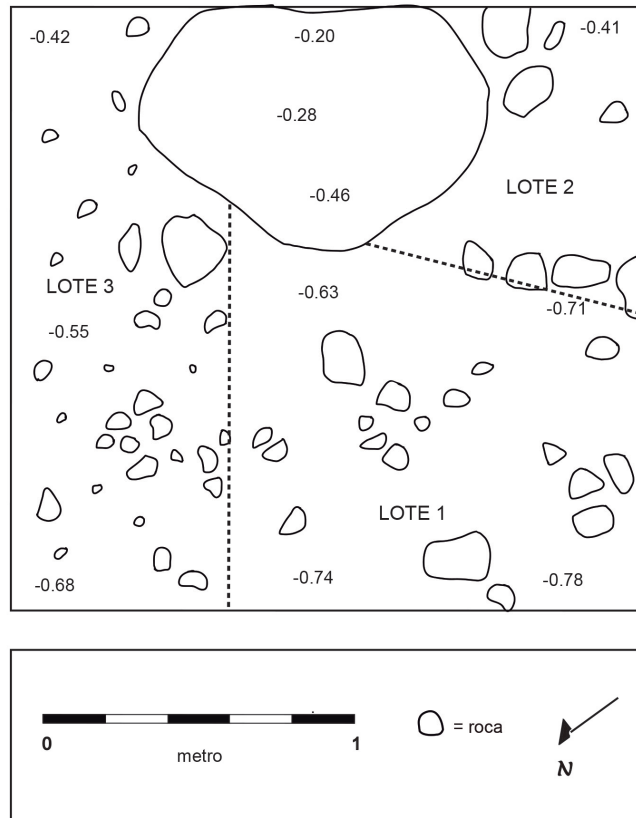 -0.42
-0.20
-0.41
-0.28
LOTE 2
-0.46
LOTE 3
-0.63
-0.71
-0.55
LOTE 1
-0.68
-0.74
-0.78
= roca
0
metro
1
N